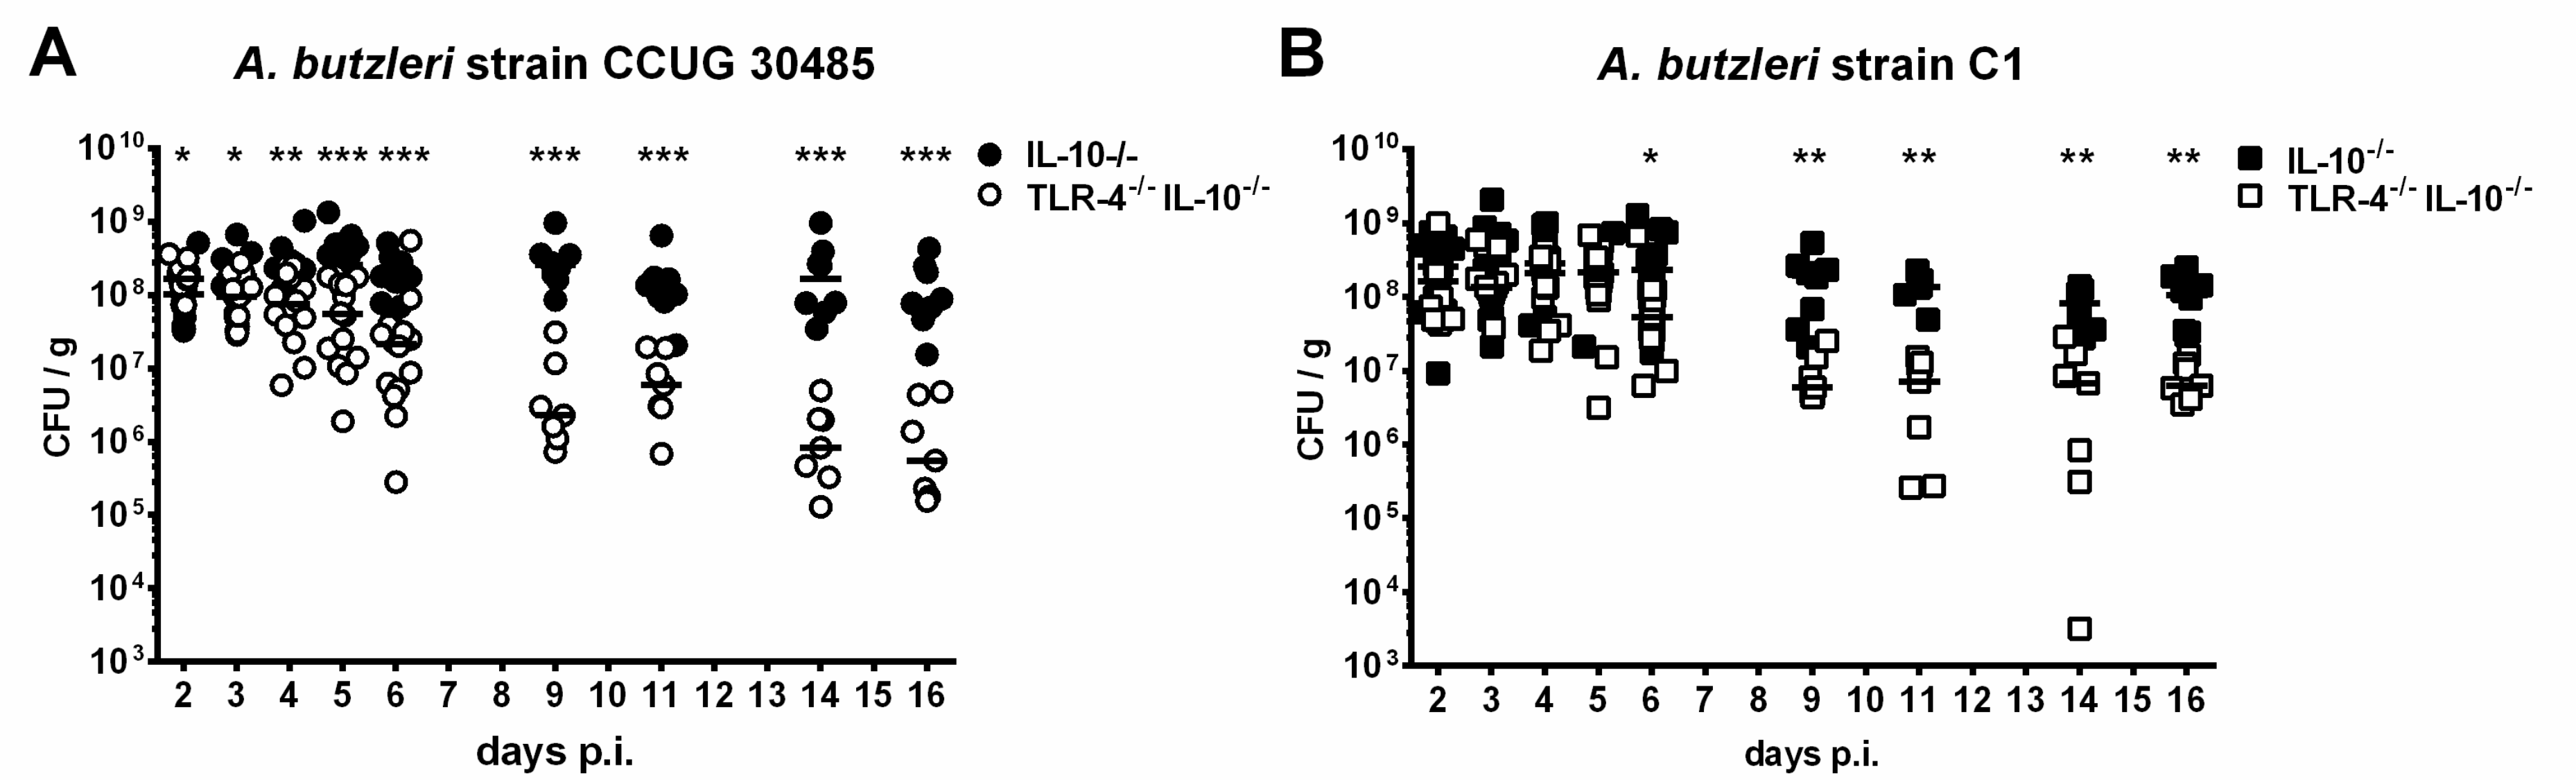 A
A. butzleri strain CCUG 30485
10^10
10^9
10^8
10^7
10^6
10^5
10^4
10^3
CFU / g
* * ** *** *** *** *** *** ***
IL-10-/-
TLR-4^-/- IL-10^-/-
2 3 4 5 6 7 8 9 10 11 12 13 14 15 16
days p.i.
B
A. butzleri strain C1
10^10
10^9
10^8
10^7
10^6
10^5
10^4
10^3
CFU / g
* ** ** ** **
IL-10^-/-
TLR-4^-/- IL-10^-/-
2 3 4 5 6 7 8 9 10 11 12 13 14 15 16
days p.i.